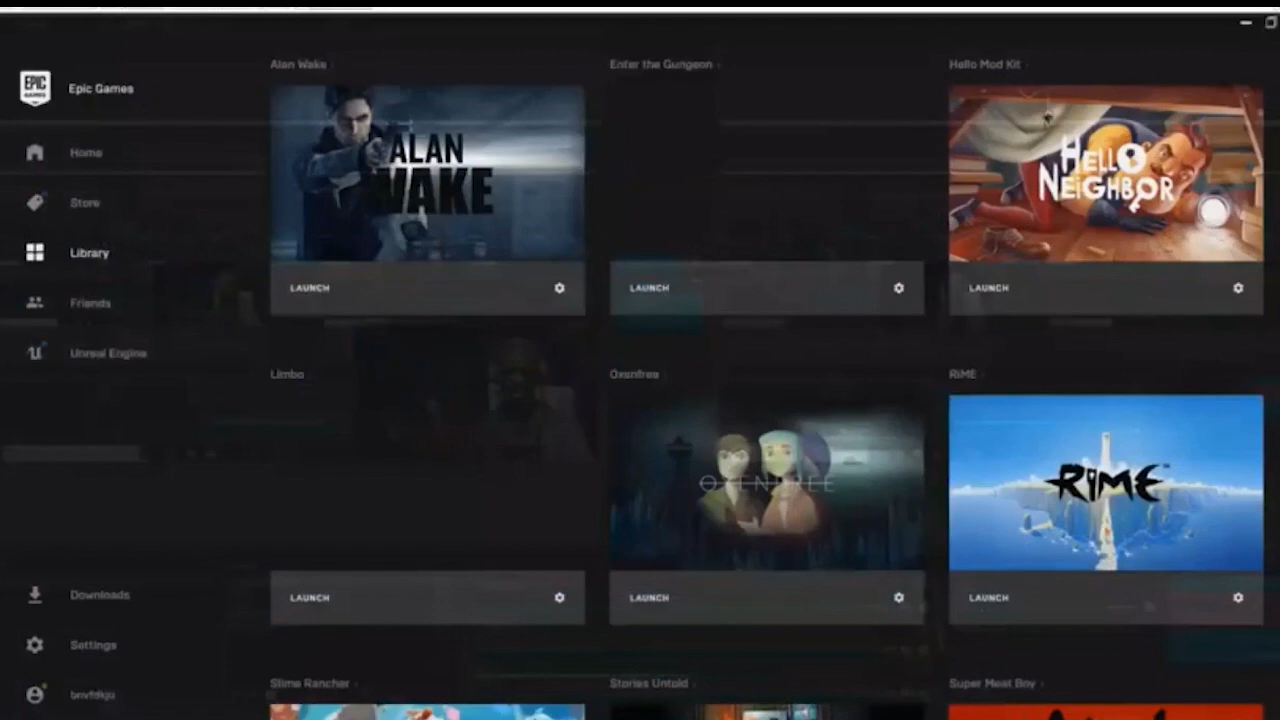 EPIC
GAMES
Epic Games
Home
Store
Library
Friends
Unreal Engine
Downloads
Settings
bnvfdkju
Alan Wake
Enter the Gungeon
Hello Mod Kit
ALAN
WAKE
HELLO
NEIGHBOR
LAUNCH
LAUNCH
LAUNCH
Limbo
Oxenfree
RiME
OXENFREE
RiME
LAUNCH
LAUNCH
LAUNCH
Slime Rancher
Stories Untold
Super Meat Boy